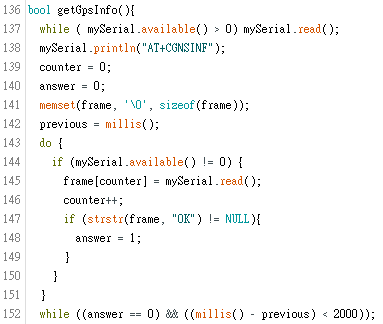 136 bool getGpsInfo(){
137 while ( mySerial.available() > 0) mySerial.read();
138 mySerial.println("AT+CGNSINF");
139 counter = 0;
140 answer = 0;
141 memset(frame, '\0', sizeof(frame));
142 previous = millis();
143 do {
144 if (mySerial.available() != 0) {
145 frame[counter] = mySerial.read();
146 counter++;
147 if (strstr(frame, "OK") != NULL){
148 answer = 1;
149 }
150 }
151 }
152 while ((answer == 0) && ((millis() - previous) < 2000));